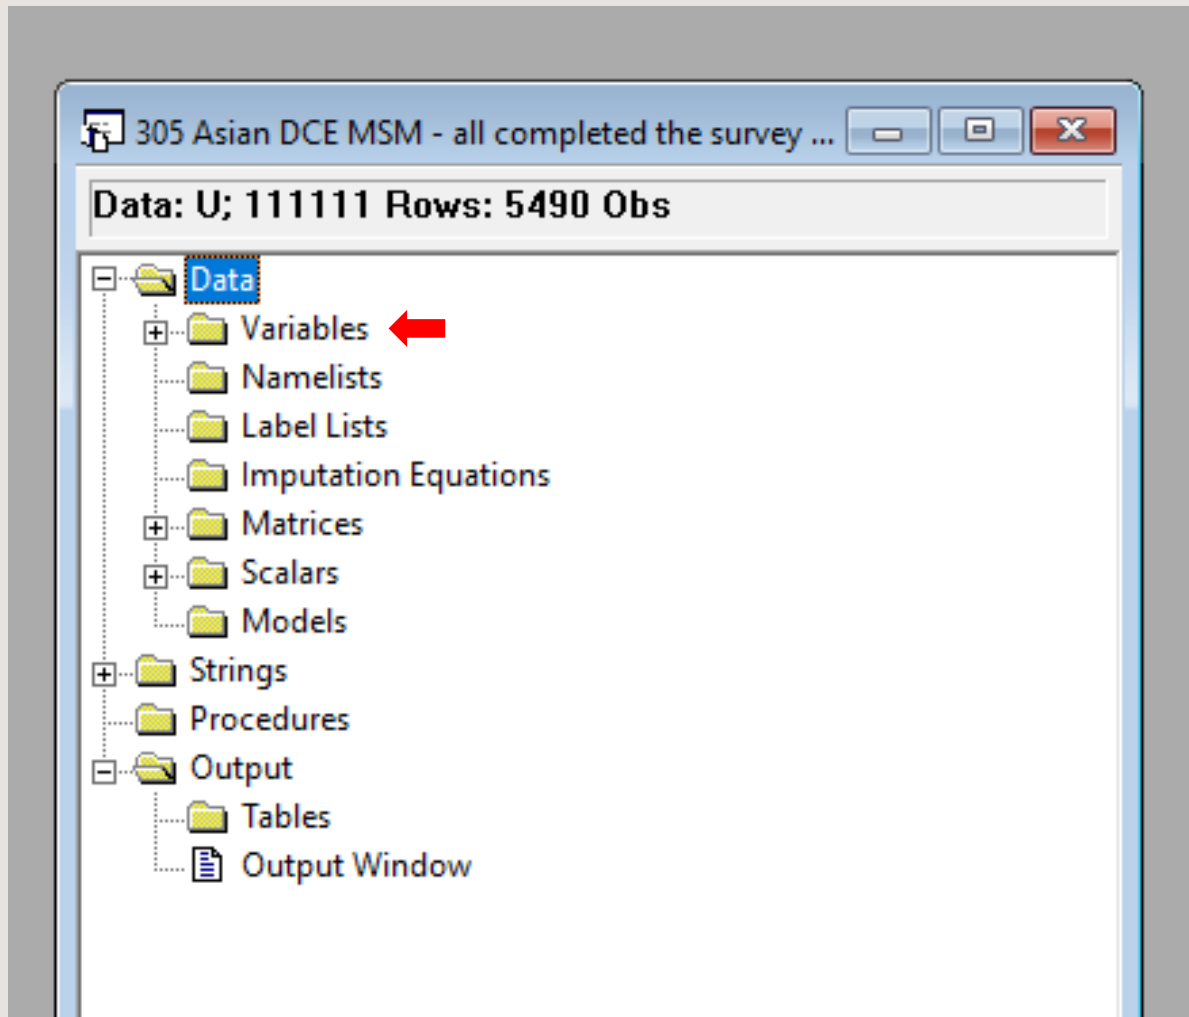 305 Asian DCE MSM - all completed the survey ...
Data: U; 111111 Rows: 5490 Obs
Data
Variables
Namelists
Label Lists
Imputation Equations
Matrices
Scalars
Models
Strings
Procedures
Output
Tables
Output Window